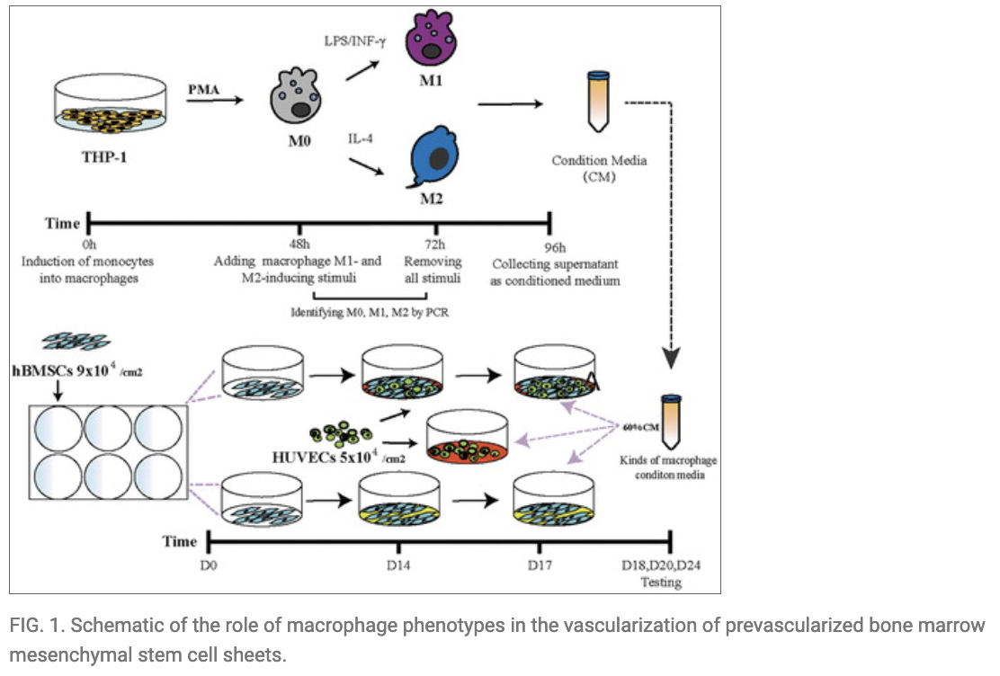 LPS/INF-γ
M1
PMA
M0
THP-1
IL-4
M2
Condition Media
(CM)
Time
0h
Induction of monocytes
into macrophages
48h
Adding macrophage M1- and
M2-inducing stimuli
72h
Removing
all stimuli
96h
Collecting supernatant
as conditioned medium
Identifying M0, M1, M2 by PCR
hBMSCs 9x10⁴ /cm2
HUVECs 5x10⁴ /cm2
60%CM
Kinds of macrophage
conditon media
Time
D0
D14
D17
D18,D20,D24
Testing
FIG. 1. Schematic of the role of macrophage phenotypes in the vascularization of prevascularized bone marrow
mesenchymal stem cell sheets.